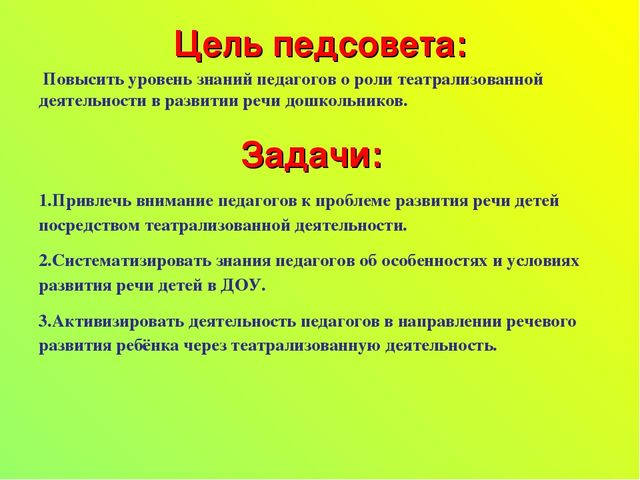 Цель педсовета:
Повысить уровень знаний педагогов о роли театрализованной
деятельности в развитии речи дошкольников.
Задачи:
1.Привлечь внимание педагогов к проблеме развития речи детей
посредством театрализованной деятельности.
2.Систематизировать знания педагогов об особенностях и условиях
развития речи детей в ДОУ.
3.Активизировать деятельность педагогов в направлении речевого
развития ребёнка через театрализованную деятельность.